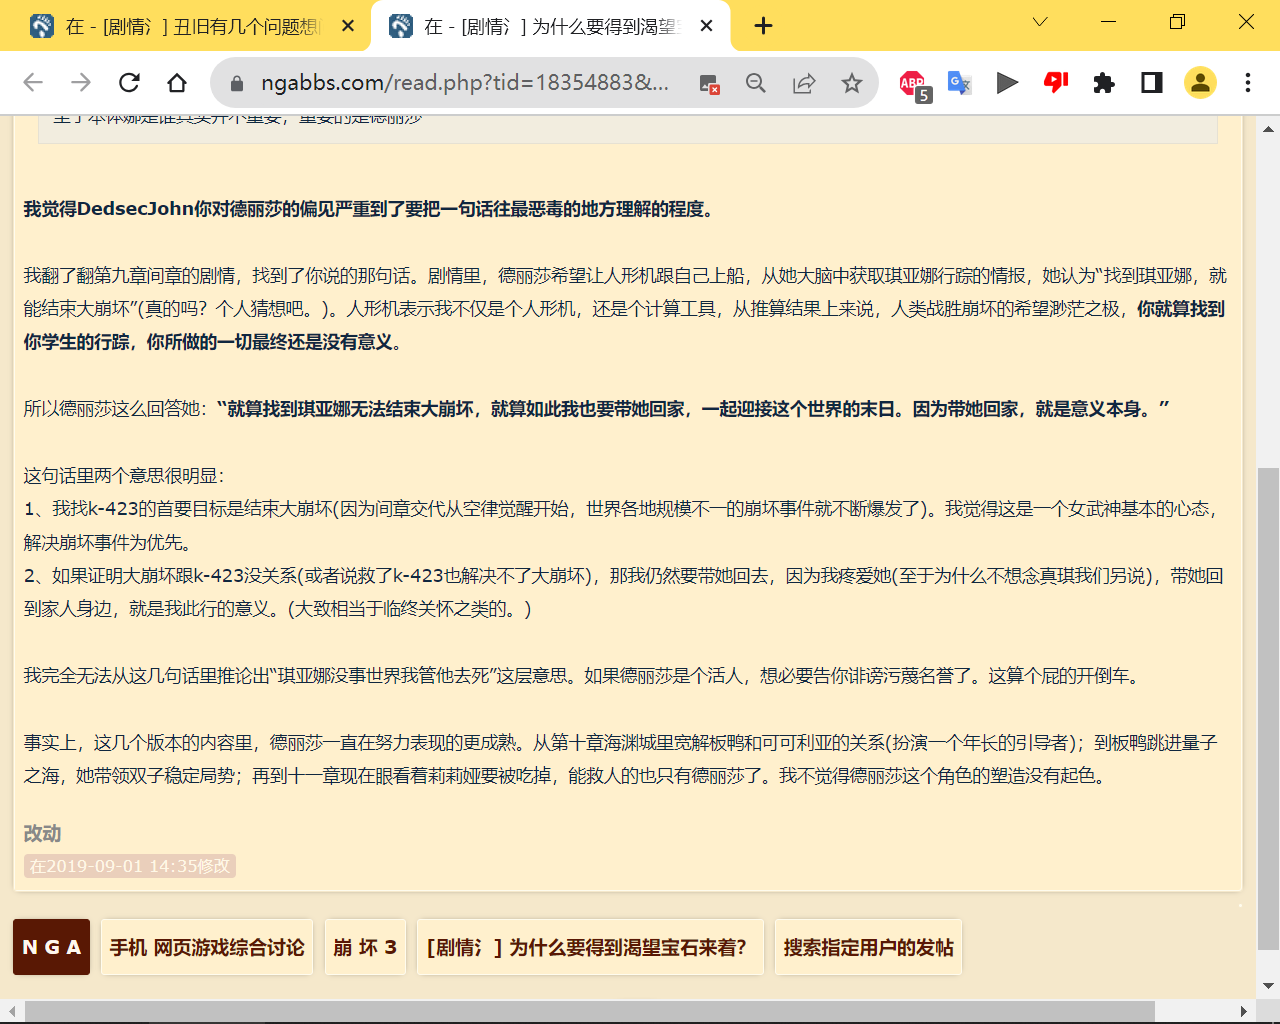 在 - [剧情氵] 丑旧有几个问题想
在 - [剧情氵] 为什么要得到渴望
ngabbs.com/read.php?tid=18354883&...
ABP
5
至于本体娜是谁其实并不重要，重要的是德丽莎
我觉得DedsecJohn你对德丽莎的偏见严重到了要把一句话往最恶毒的地方理解的程度。
我翻了翻第九章间章的剧情，找到了你说的那句话。剧情里，德丽莎希望让人形机跟自己上船，从她大脑中获取琪亚娜行踪的情报，她认为“找到琪亚娜，就
能结束大崩坏”(真的吗？个人猜想吧。)。人形机表示我不仅是个人形机，还是个计算工具，从推算结果上来说，人类战胜崩坏的希望渺茫之极，你就算找到
你学生的行踪，你所做的一切最终还是没有意义。
所以德丽莎这么回答她：“就算找到琪亚娜无法结束大崩坏，就算如此我也要带她回家，一起迎接这个世界的末日。因为带她回家，就是意义本身。”
这句话里两个意思很明显：
1、我找k-423的首要目标是结束大崩坏(因为间章交代从空律觉醒开始，世界各地规模不一的崩坏事件就不断爆发了)。我觉得这是一个女武神基本的心态，
解决崩坏事件为优先。
2、如果证明大崩坏跟k-423没关系(或者说救了k-423也解决不了大崩坏)，那我仍然要带她回去，因为我疼爱她(至于为什么不想念真琪我们另说)，带她回
到家人身边，就是我此行的意义。(大致相当于临终关怀之类的。)
我完全无法从这几句话里推论出“琪亚娜没事世界我管他去死”这层意思。如果德丽莎是个活人，想必要告你诽谤污蔑名誉了。这算个屁的开倒车。
事实上，这几个版本的内容里，德丽莎一直在努力表现的更成熟。从第十章海渊城里宽解板鸭和可可利亚的关系(扮演一个年长的引导者)；到板鸭跳进量子
之海，她带领双子稳定局势；再到十一章现在眼看着莉莉娅要被吃掉，能救人的也只有德丽莎了。我不觉得德丽莎这个角色的塑造没有起色。
改动
在2019-09-01 14:35修改
N G A
手机 网页游戏综合讨论
崩 坏 3
[剧情氵] 为什么要得到渴望宝石来着？
搜索指定用户的发帖